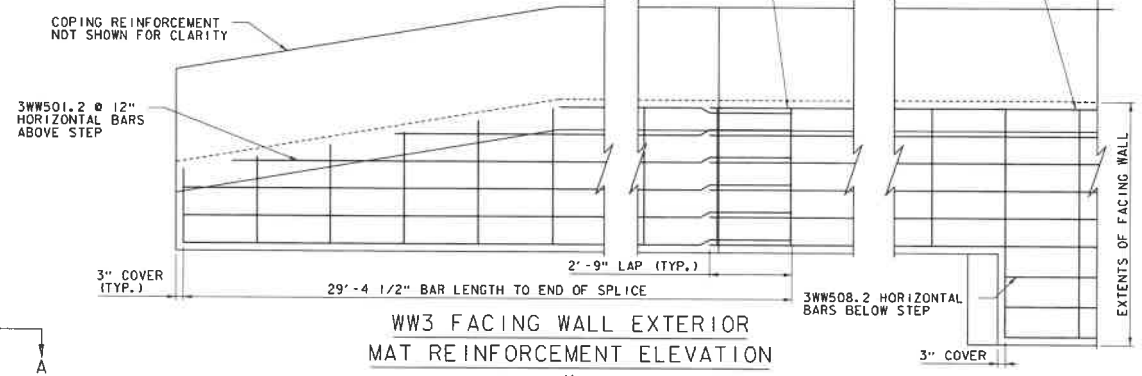 COPING REINFORCEMENT
NOT SHOWN FOR CLARITY
3WW501.2 @ 12"
HORIZONTAL BARS
ABOVE STEP
EXTENTS OF FACING WALL
3" COVER
(TYP.)
2'-9" LAP (TYP.)
29'-4 1/2" BAR LENGTH TO END OF SPLICE
3WW508.2 HORIZONTAL
BARS BELOW STEP
3" COVER
WW3 FACING WALL EXTERIOR
MAT REINFORCEMENT ELEVATION
A